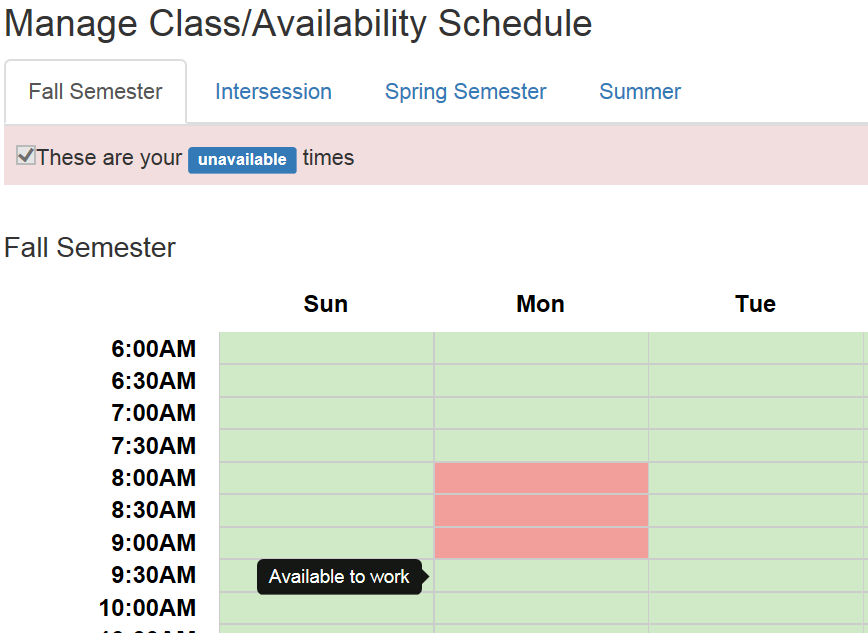 Manage Class/Availability Schedule
Fall Semester Intersession Spring Semester Summer
These are your unavailable times
Fall Semester
Sun Mon Tue
6:00AM
6:30AM
7:00AM
7:30AM
8:00AM
8:30AM
9:00AM
9:30AM Available to work
10:00AM